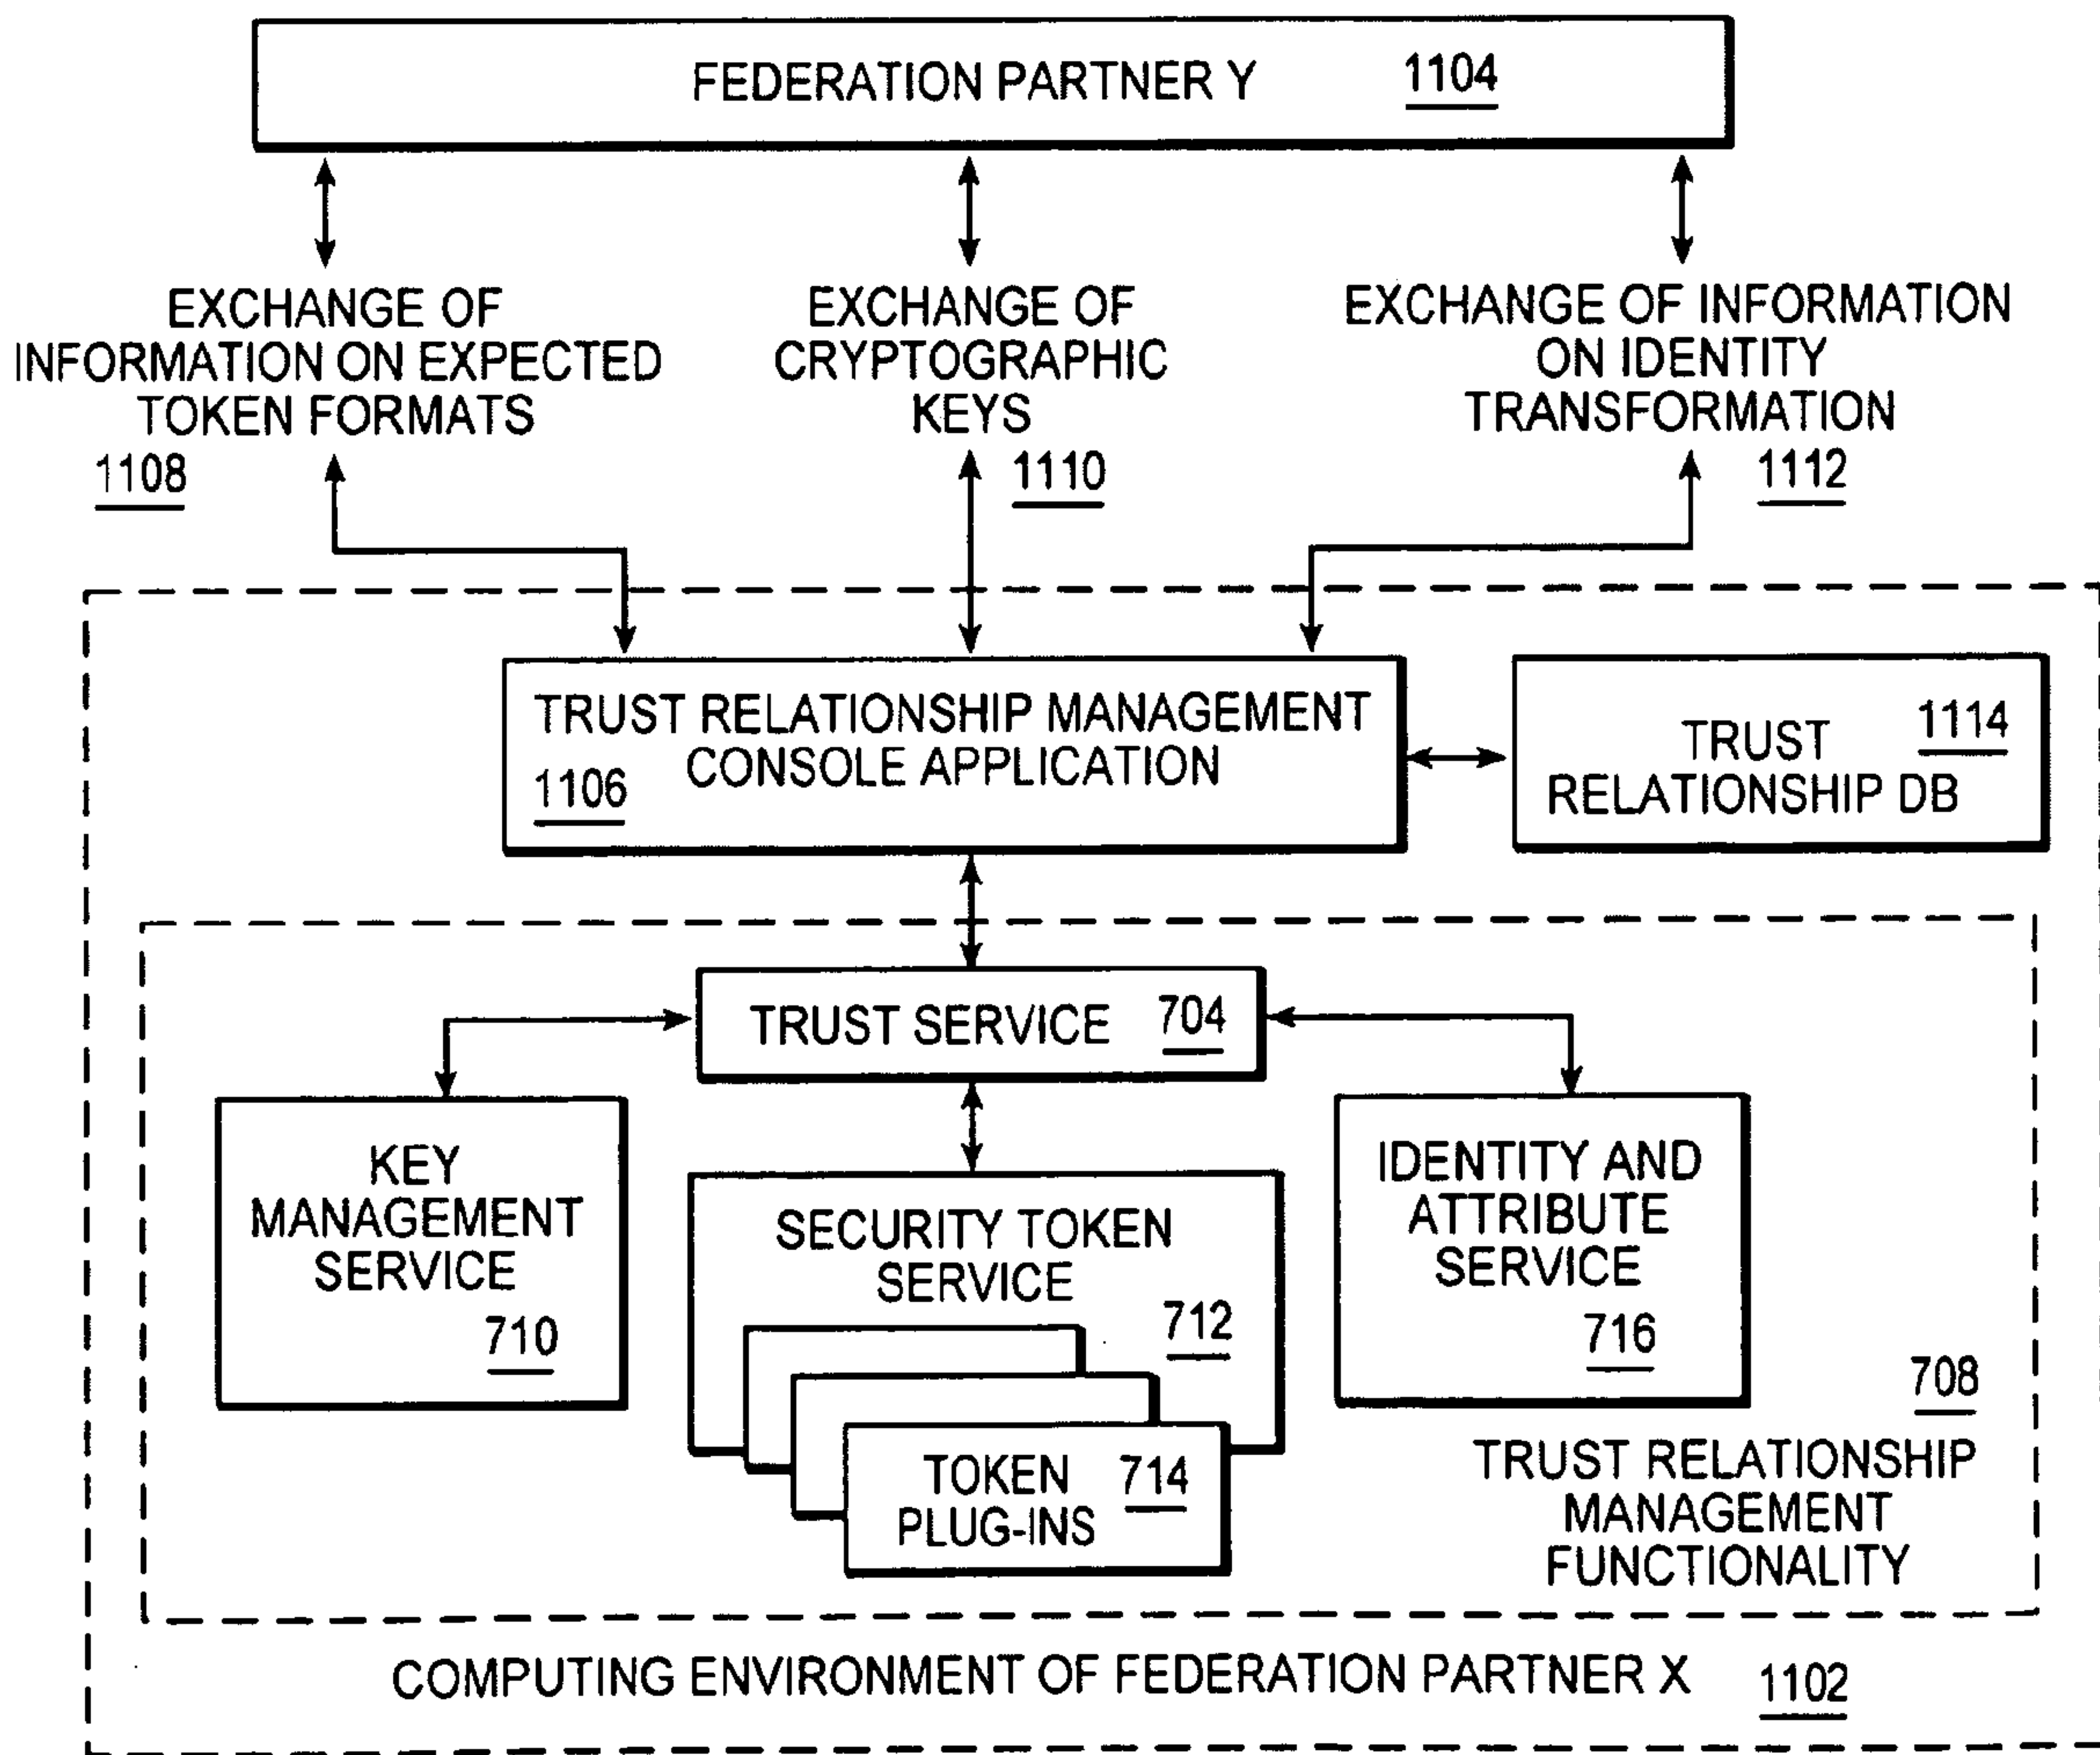 FEDERATION PARTNER Y 1104
EXCHANGE OF
INFORMATION ON EXPECTED
TOKEN FORMATS
1108
EXCHANGE OF
CRYPTOGRAPHIC
KEYS
1110
EXCHANGE OF INFORMATION
ON IDENTITY
TRANSFORMATION
1112
TRUST RELATIONSHIP MANAGEMENT
CONSOLE APPLICATION
1106
1114
TRUST
RELATIONSHIP DB
TRUST SERVICE 704
KEY
MANAGEMENT
SERVICE
710
SECURITY TOKEN
SERVICE
712
TOKEN 714
PLUG-INS
IDENTITY AND
ATTRIBUTE
SERVICE
716
708
TRUST RELATIONSHIP
MANAGEMENT
FUNCTIONALITY
COMPUTING ENVIRONMENT OF FEDERATION PARTNER X 1102